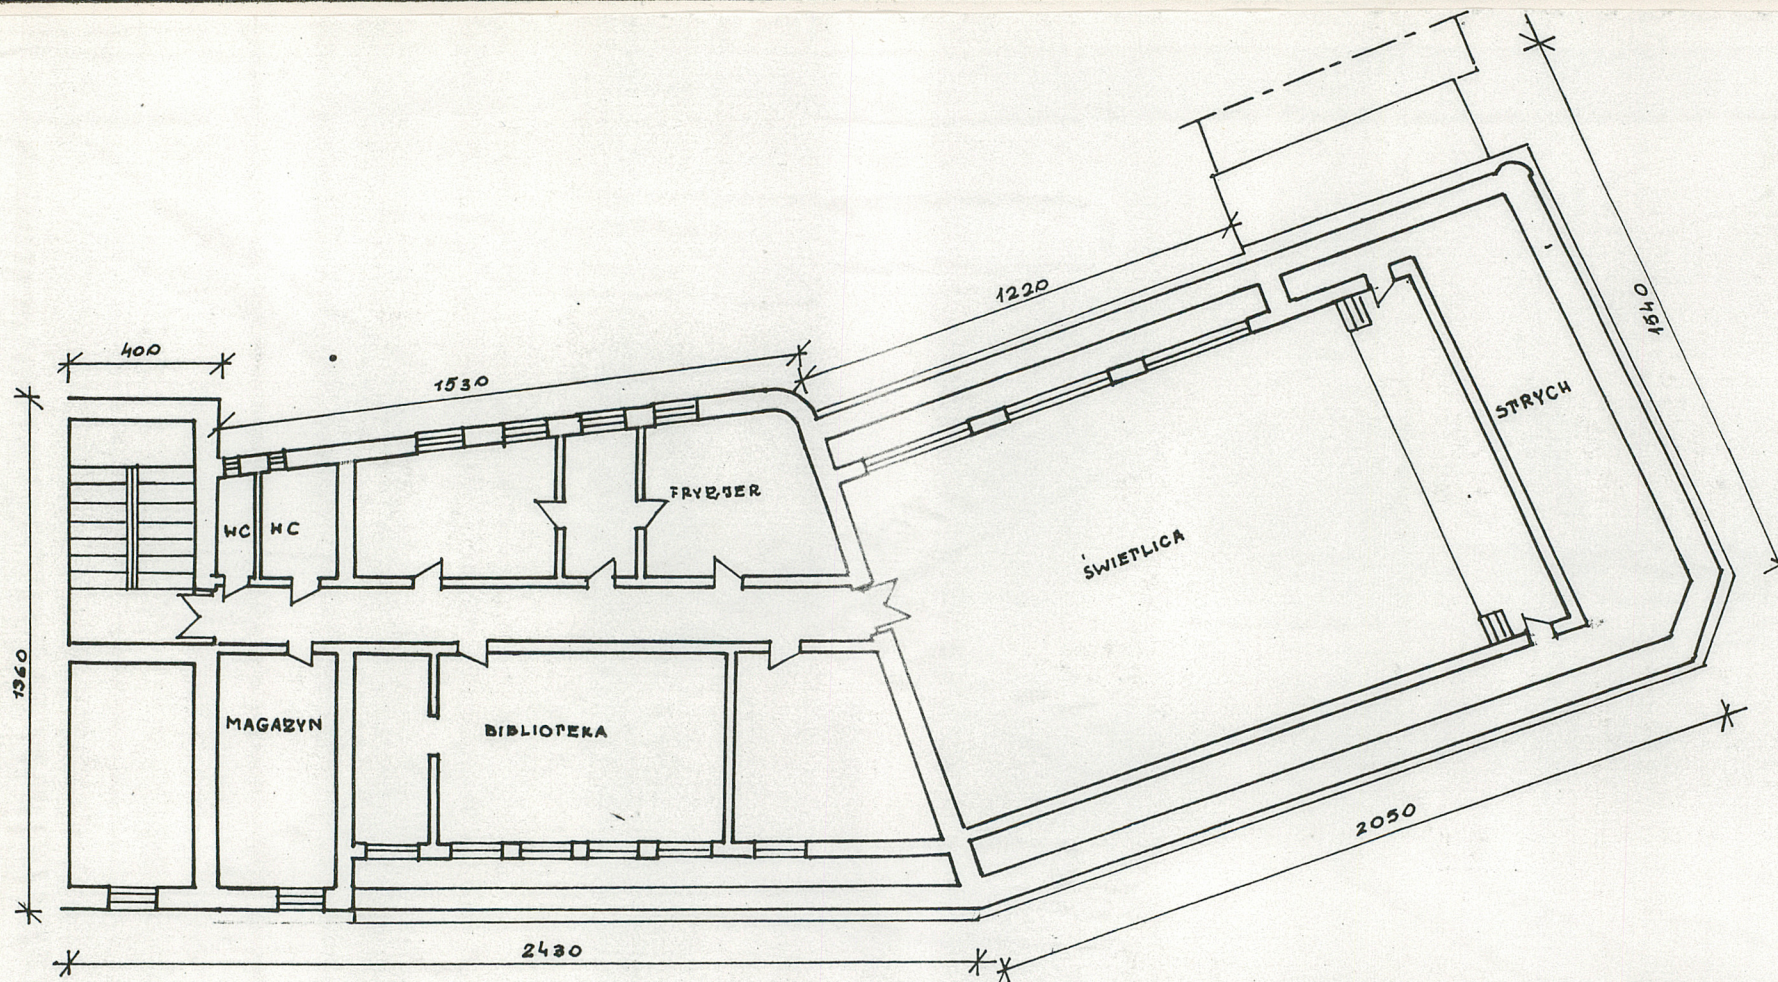 1220
1540
400
1530
STRYCH
FRYZJER
WC
WC
ŚWIETLICA
1360
MAGAZYN
BIBLIOTEKA
2050
2430